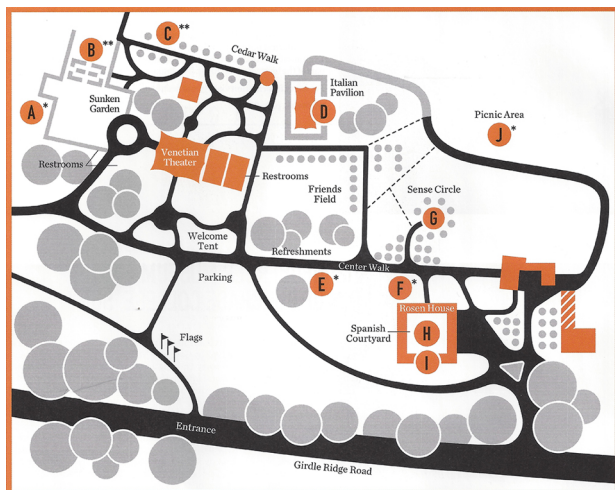 C**
B**
Cedar Walk
Italian
Pavilion
D
A*
Sunken
Garden
Picnic Area
J*
Venetian
Theater
Restrooms
Restrooms
Friends
Field
Sense Circle
G
Welcome
Tent
Refreshments
Center Walk
Parking
E*
F*
Rosen House
Spanish
Courtyard
H
I
Flags
Entrance
Girdle Ridge Road